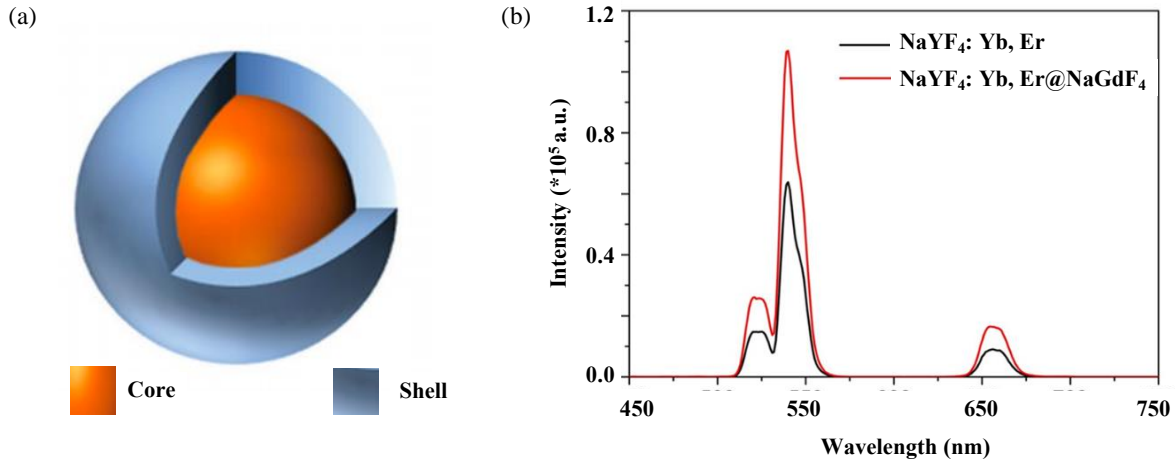 (a)
Core
Shell
(b)
NaYF₄: Yb, Er
NaYF₄: Yb, Er@NaGdF₄
Intensity (*10⁵ a.u.)
1.2
0.8
0.4
0.0
450
550
650
750
Wavelength (nm)